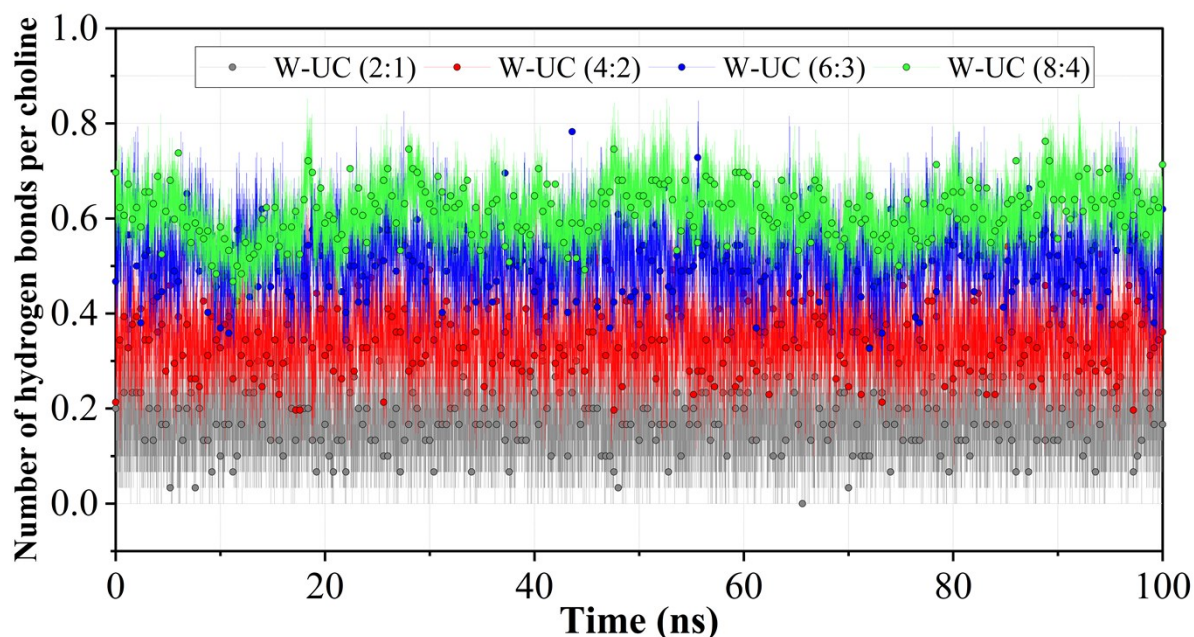 Number of hydrogen bonds per choline
1.0
0.8
0.6
0.4
0.2
0.0
W-UC (2:1) W-UC (4:2) W-UC (6:3) W-UC (8:4)
0 20 40 60 80 100
Time (ns)